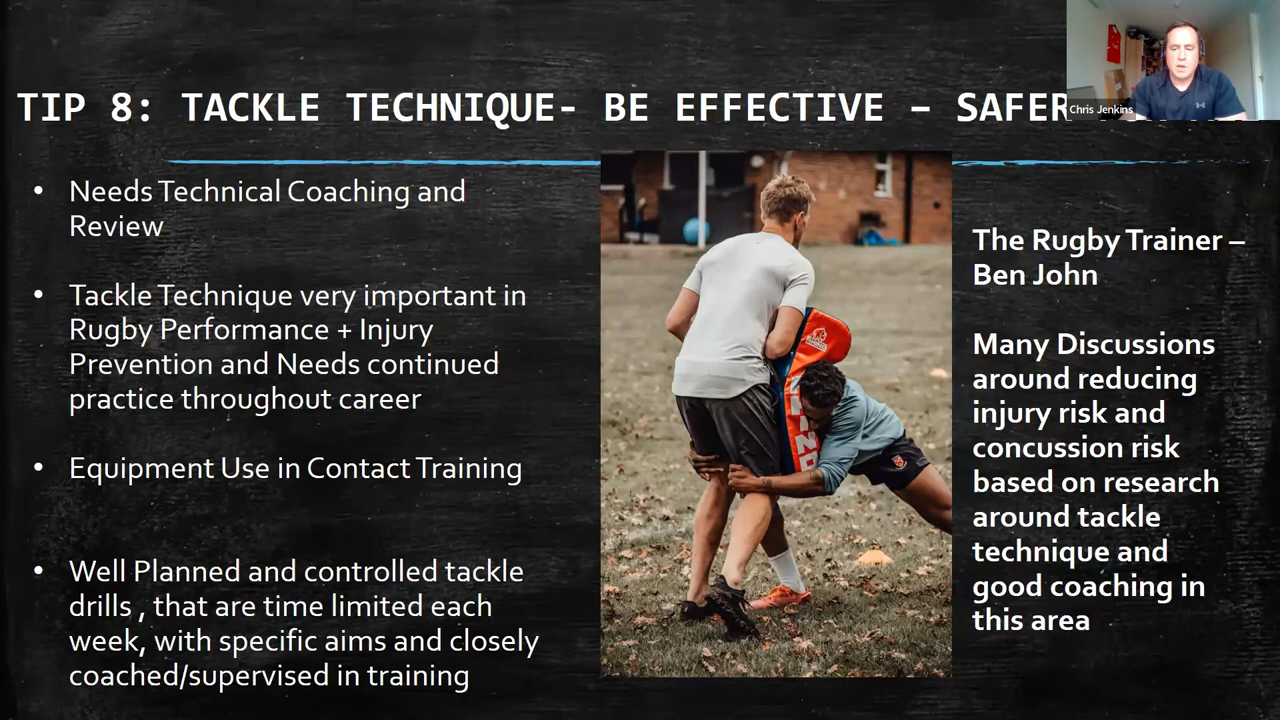 TIP 8: TACKLE TECHNIQUE- BE EFFECTIVE – SAFER
Chris Jenkins
• Needs Technical Coaching and
Review
• Tackle Technique very important in
Rugby Performance + Injury
Prevention and Needs continued
practice throughout career
• Equipment Use in Contact Training
• Well Planned and controlled tackle
drills , that are time limited each
week, with specific aims and closely
coached/supervised in training
The Rugby Trainer –
Ben John
Many Discussions
around reducing
injury risk and
concussion risk
based on research
around tackle
technique and
good coaching in
this area